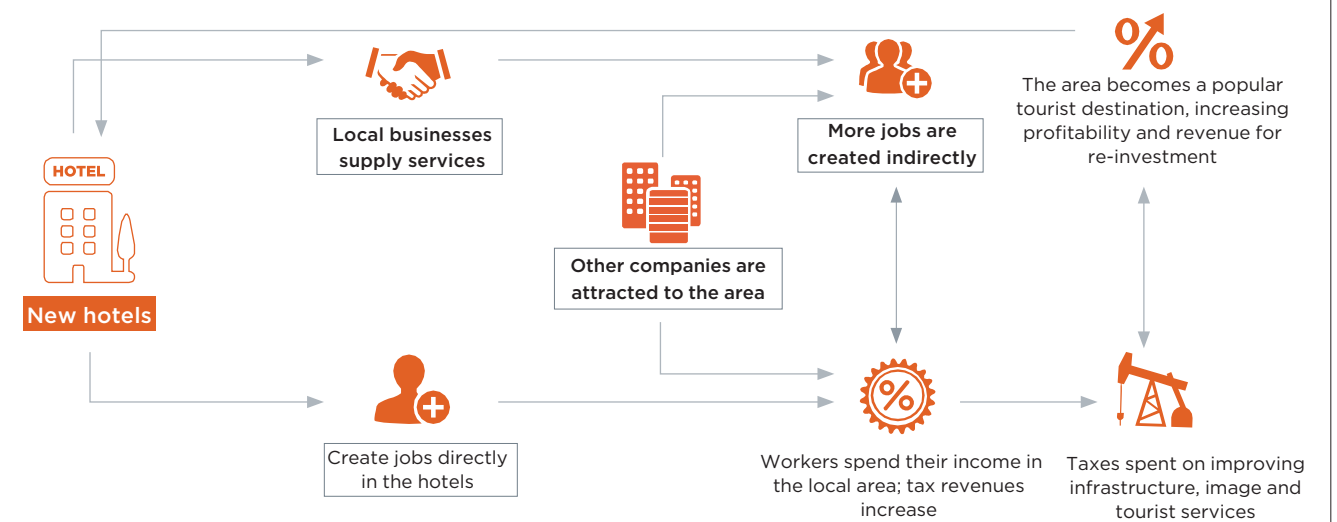 Local businesses
supply services
More jobs are
created indirectly
The area becomes a popular
tourist destination, increasing
profitability and revenue for
re-investment
HOTEL
New hotels
Other companies are
attracted to the area
Create jobs directly
in the hotels
%
Workers spend their income in
the local area; tax revenues
increase
Taxes spent on improving
infrastructure, image and
tourist services